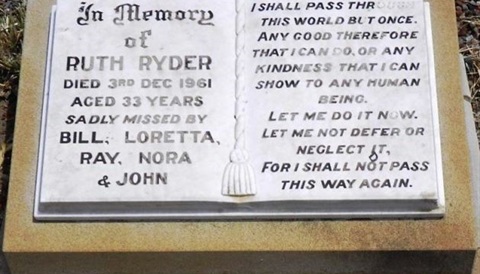 In Memory
of
RUTH RYDER
DIED 3RD DEC 1961
AGED 33 YEARS
SADLY MISSED BY
BILL, LORETTA,
RAY, NORA
& JOHN
I SHALL PASS THROUGH
THIS WORLD BUT ONCE.
ANY GOOD THEREFORE
THAT I CAN DO, OR ANY
KINDNESS THAT I CAN
SHOW TO ANY HUMAN
BEING.
LET ME DO IT NOW.
LET ME NOT DEFER OR
NEGLECT IT,
FOR I SHALL NOT PASS
THIS WAY AGAIN.